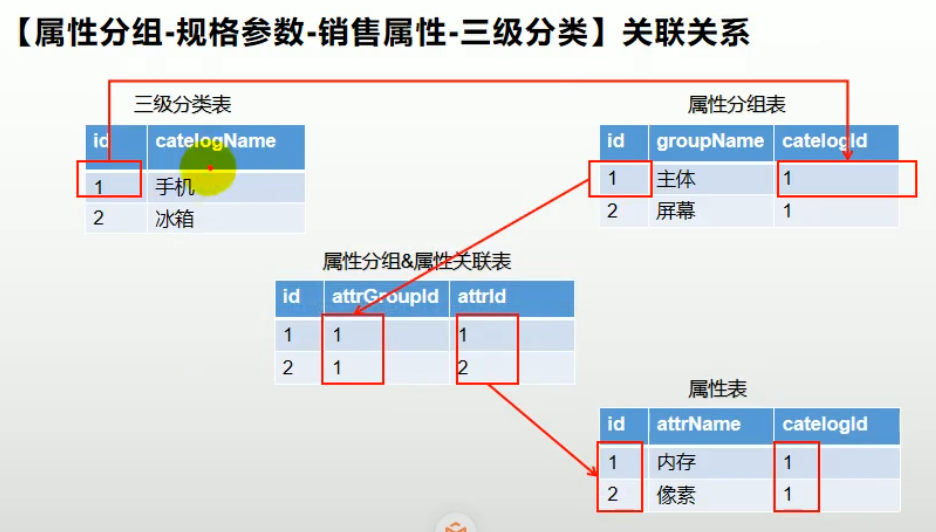 【属性分组-规格参数-销售属性-三级分类】关联关系
三级分类表
id catelogName
1 手机
2 冰箱
属性分组表
id groupName catelogId
1 主体 1
2 屏幕 1
属性分组&属性关联表
id attrGroupId attrId
1 1 1
2 1 2
属性表
id attrName catelogId
1 内存 1
2 像素 1